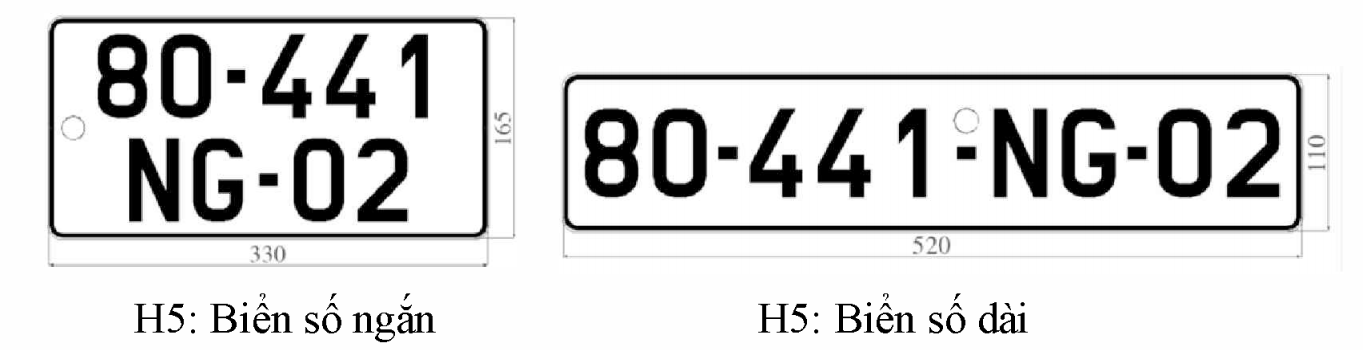 80-441
NG-02
165
330
H5: Biển số ngắn
80-441-NG-02
110
520
H5: Biển số dài